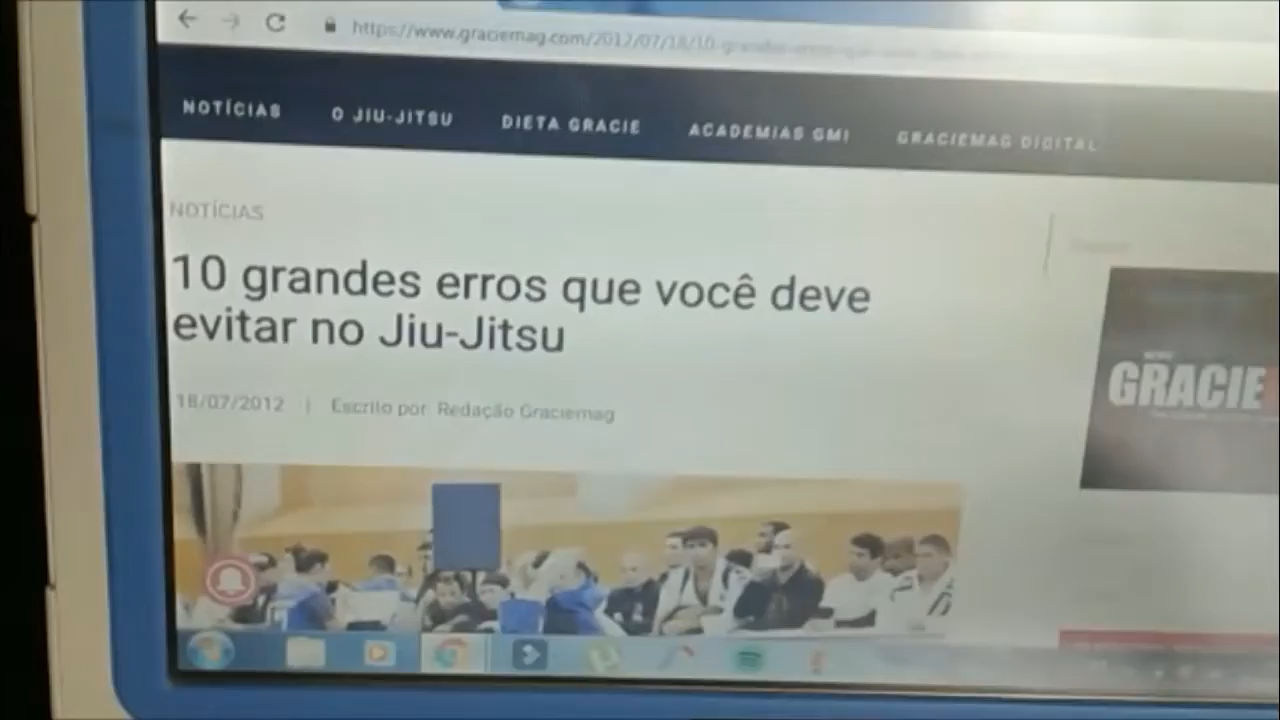 https://www.graciemag.com/2012/07/18/10-grandes-erros-que-
NOTÍCIAS O JIU-JITSU DIETA GRACIE ACADEMIAS GMI GRACIEMAG DIGITAL
NOTÍCIAS
10 grandes erros que você deve
evitar no Jiu-Jitsu
18/07/2012 | Escrito por Redação Graciemag
GRACIE